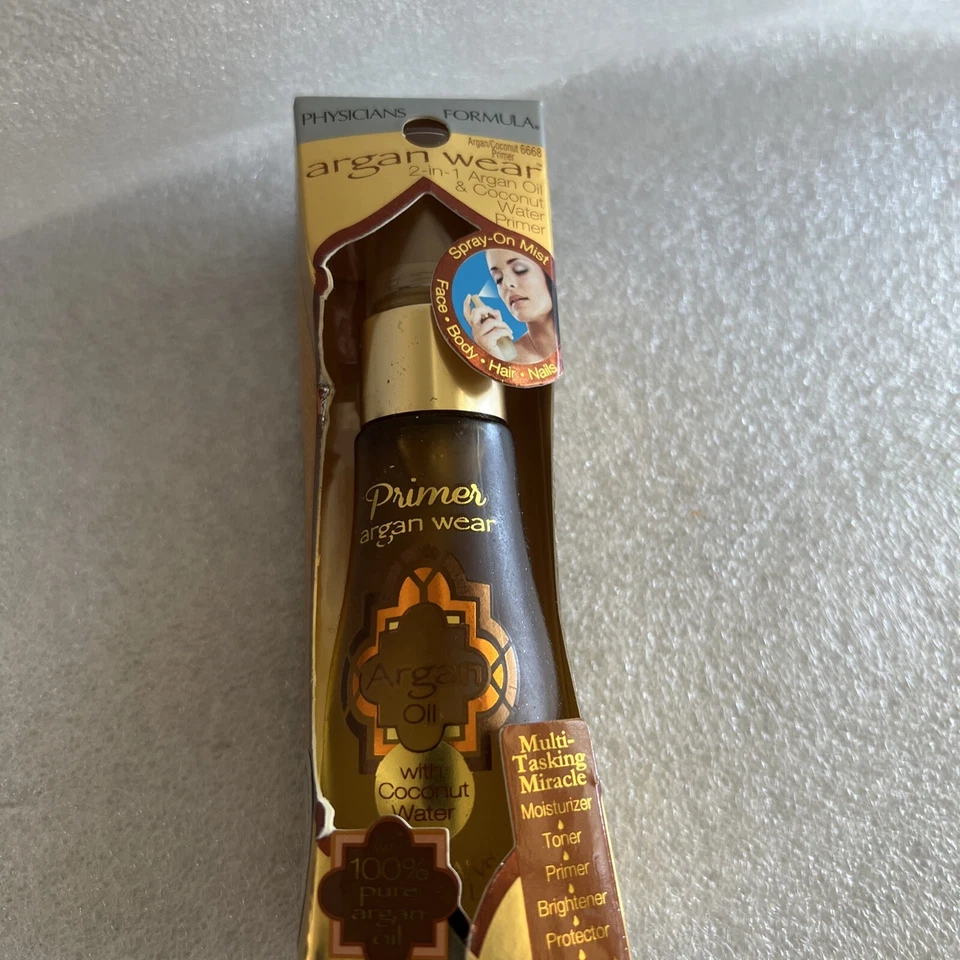 PHYSICIANS FORMULA®
Argan/Coconut 6668
Primer
argan wear™
2-in-1 Argan Oil
& Coconut
Water
Primer
Spray-On Mist
Face • Body • Hair • Nails
Primer
argan wear
Argan
Oil
with
Coconut
Water
Multi-
Tasking
Miracle
Moisturizer
Toner
Primer
Brightener
Protector
100%
pure
argan
oil